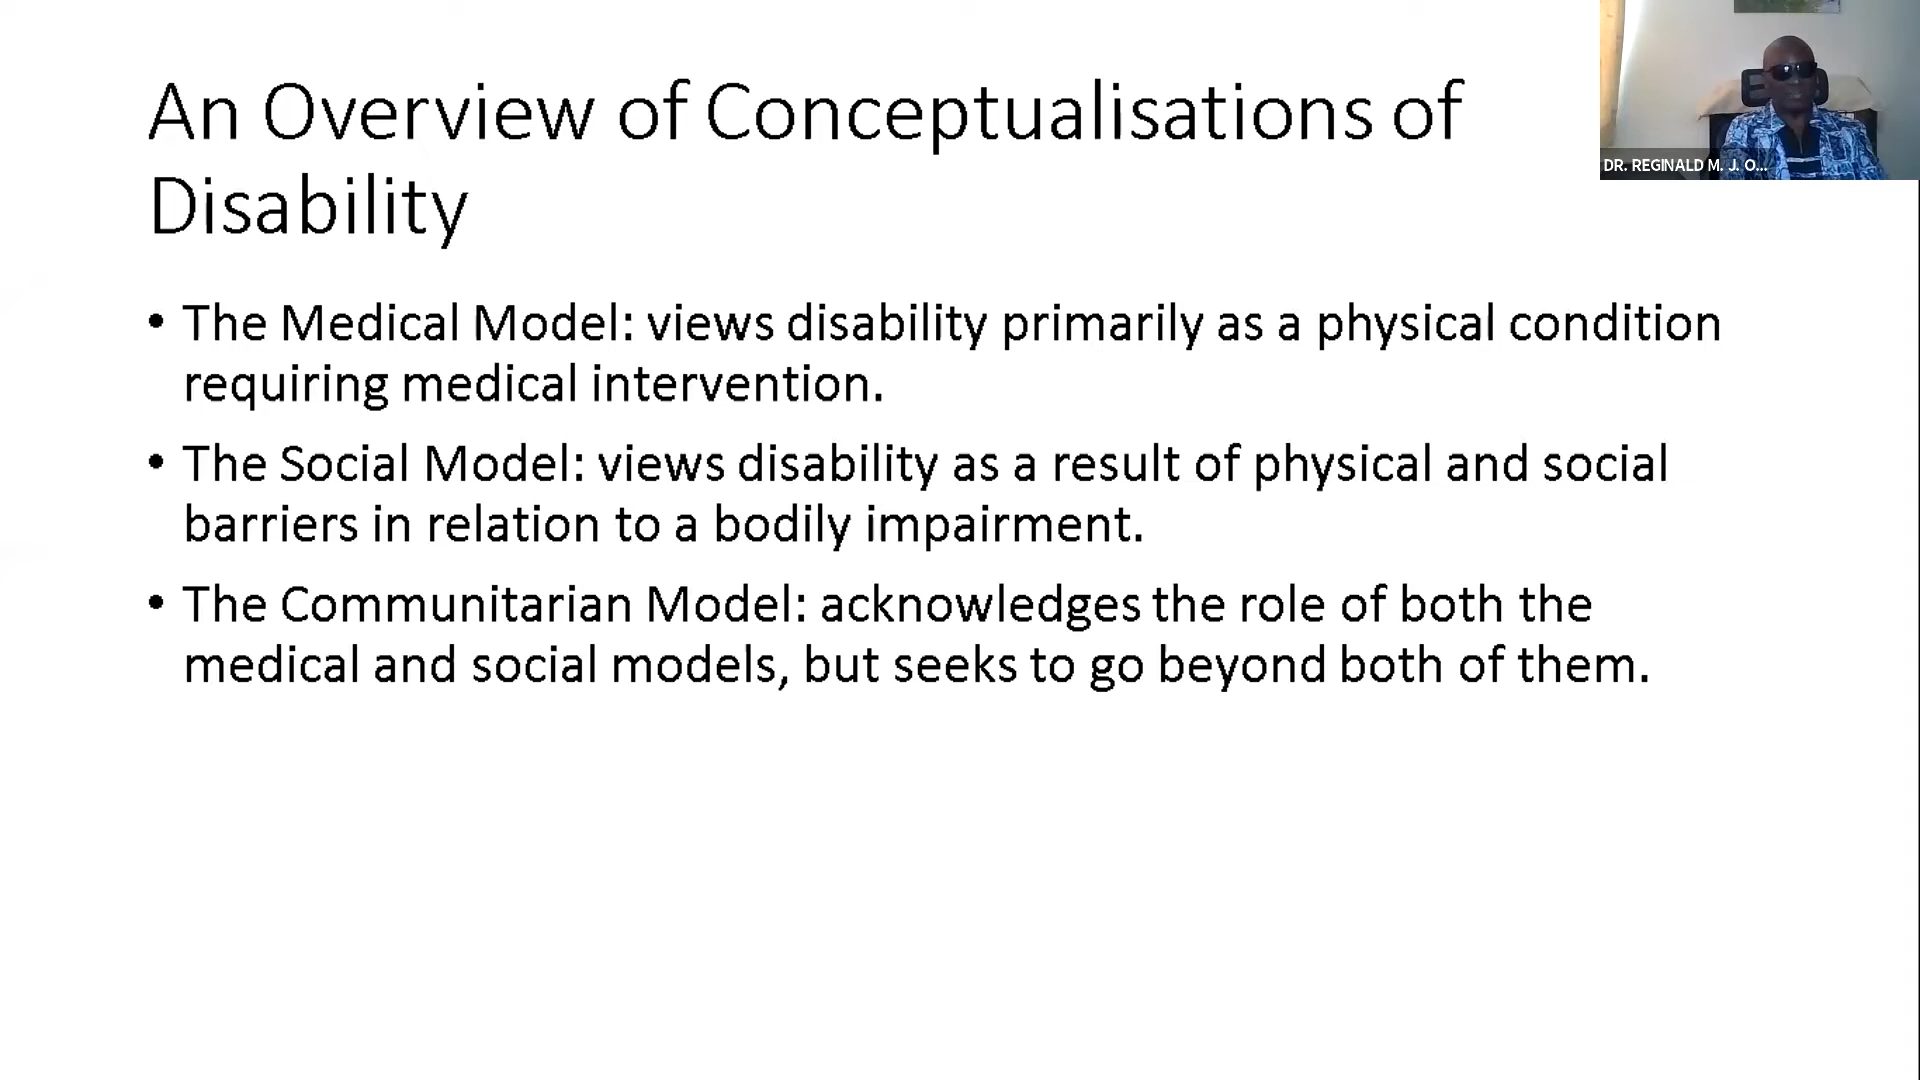 An Overview of Conceptualisations of
Disability
• The Medical Model: views disability primarily as a physical condition
requiring medical intervention.
• The Social Model: views disability as a result of physical and social
barriers in relation to a bodily impairment.
• The Communitarian Model: acknowledges the role of both the
medical and social models, but seeks to go beyond both of them.
DR. REGINALD M. J. O...